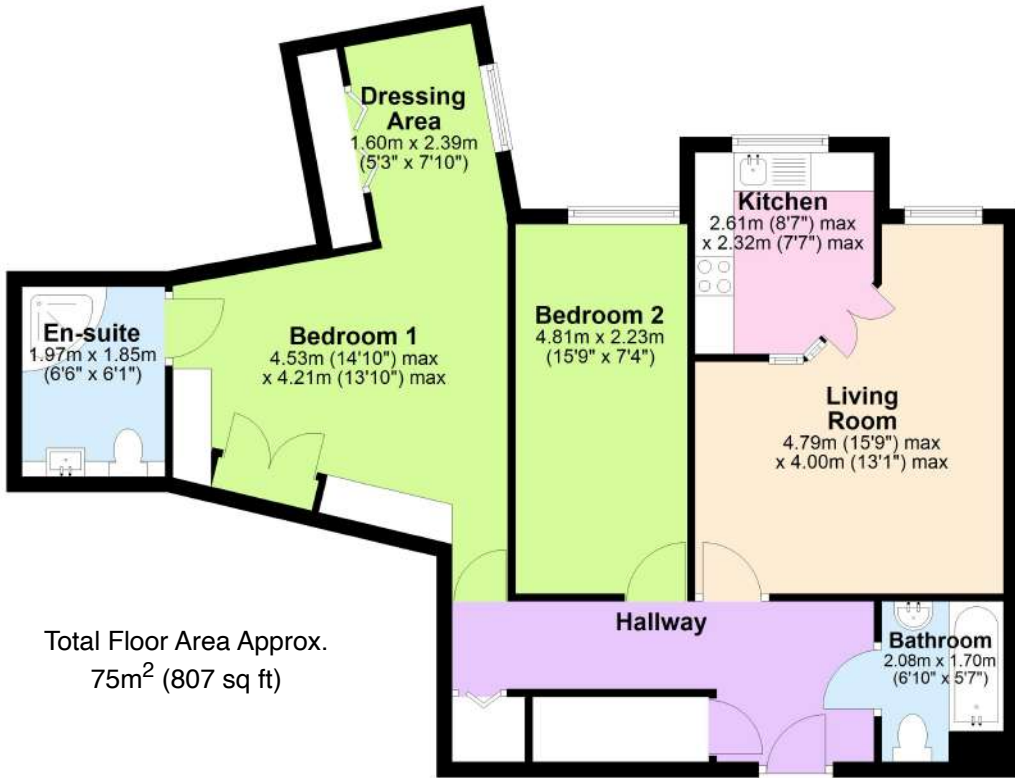 Dressing
Area
1.60m x 2.39m
(5'3" x 7'10")
Kitchen
2.61m (8'7") max
x 2.32m (7'7") max
En-suite
1.97m x 1.85m
(6'6" x 6'1")
Bedroom 1
4.53m (14'10") max
x 4.21m (13'10") max
Bedroom 2
4.81m x 2.23m
(15'9" x 7'4")
Living
Room
4.79m (15'9") max
x 4.00m (13'1") max
Hallway
Bathroom
2.08m x 1.70m
(6'10" x 5'7")
Total Floor Area Approx.
75m² (807 sq ft)